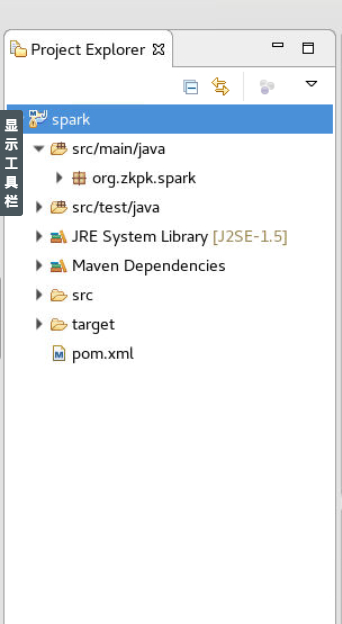 Project Explorer
spark
显示工具栏
src/main/java
org.zkpk.spark
src/test/java
JRE System Library [J2SE-1.5]
Maven Dependencies
src
target
pom.xml